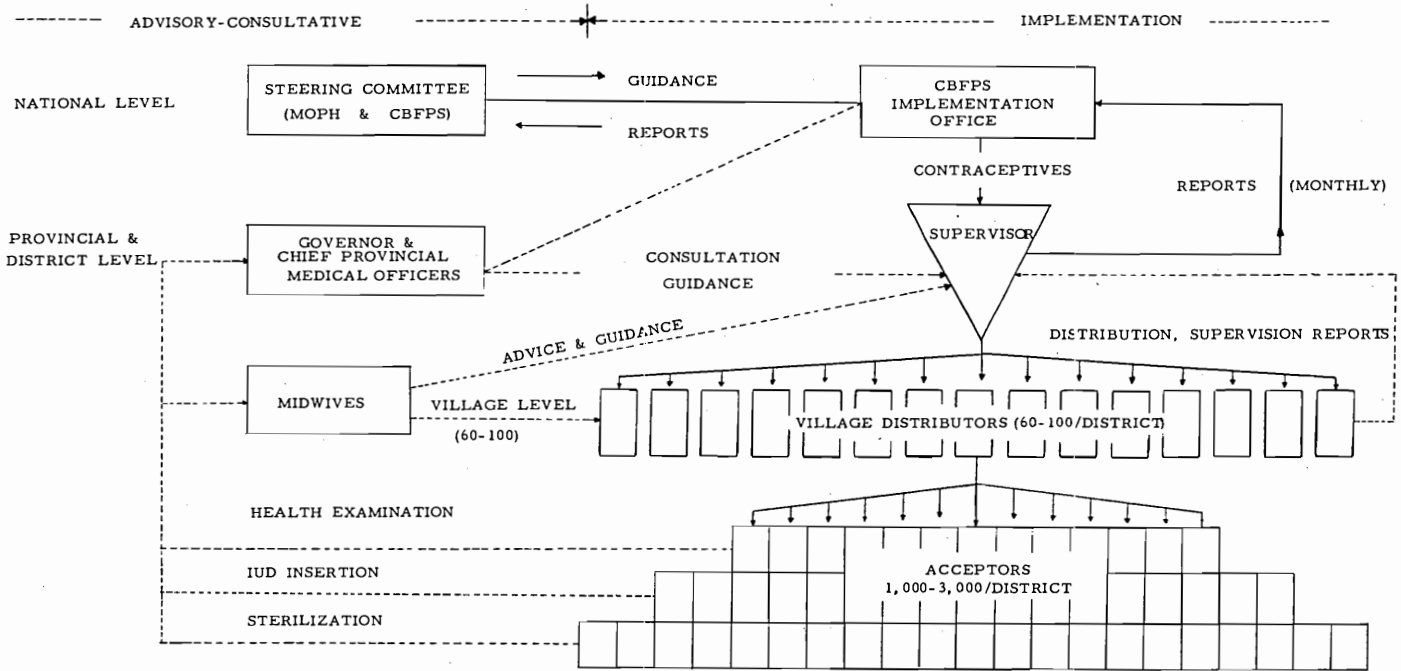 ADVISORY-CONSULTATIVE
IMPLEMENTATION
NATIONAL LEVEL
STEERING COMMITTEE
(MOPH & CBFPS)
GUIDANCE
REPORTS
CBFPS
IMPLEMENTATION
OFFICE
CONTRACEPTIVES
REPORTS (MONTHLY)
PROVINCIAL &
DISTRICT LEVEL
GOVERNOR &
CHIEF PROVINCIAL
MEDICAL OFFICERS
CONSULTATION
GUIDANCE
SUPERVISOR
ADVICE & GUIDANCE
DISTRIBUTION, SUPERVISION REPORTS
MIDWIVES
VILLAGE LEVEL
(60-100)
VILLAGE DISTRIBUTORS (60-100/DISTRICT)
HEALTH EXAMINATION
IUD INSERTION
STERILIZATION
ACCEPTORS
1,000-3,000/DISTRICT